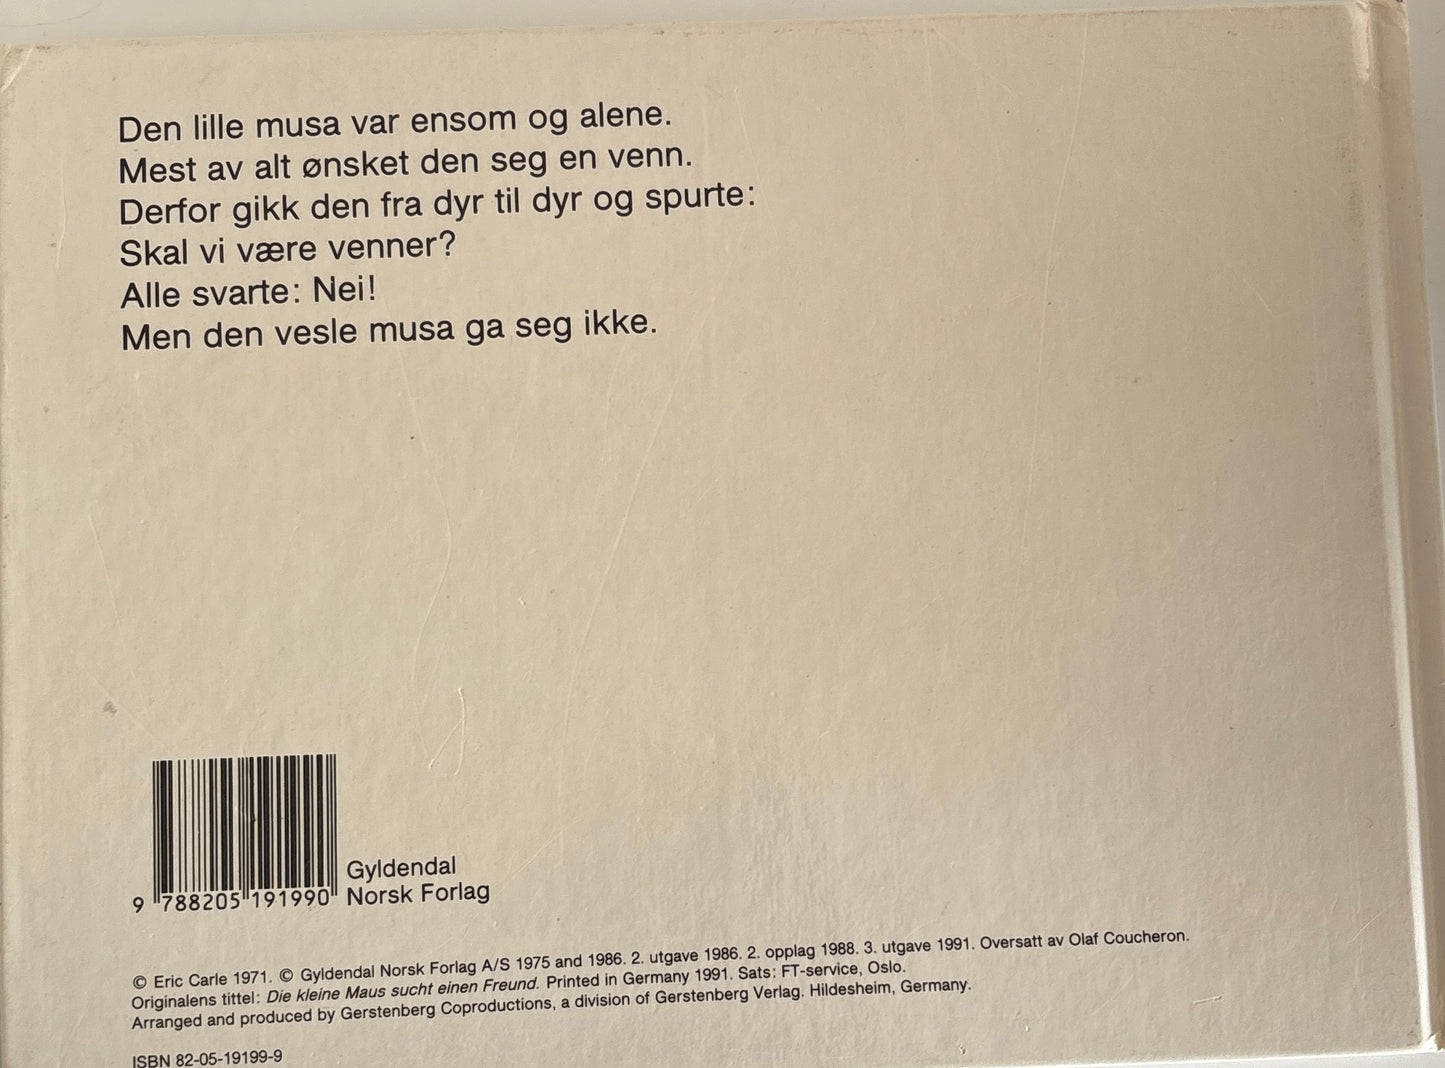 Den lille musa var ensom og alene.
Mest av alt ønsket den seg en venn.
Derfor gikk den fra dyr til dyr og spurte:
Skal vi være venner?
Alle svarte: Nei!
Men den vesle musa ga seg ikke.
Gyldendal
Norsk Forlag
9 788205 191990
© Eric Carle 1971. © Gyldendal Norsk Forlag A/S 1975 and 1986. 2. utgave 1986. 2. opplag 1988. 3. utgave 1991. Oversatt av Olaf Coucheron.
Originalens tittel: Die kleine Maus sucht einen Freund. Printed in Germany 1991. Sats: FT-service, Oslo.
Arranged and produced by Gerstenberg Coproductions, a division of Gerstenberg Verlag. Hildesheim, Germany.
ISBN 82-05-19199-9